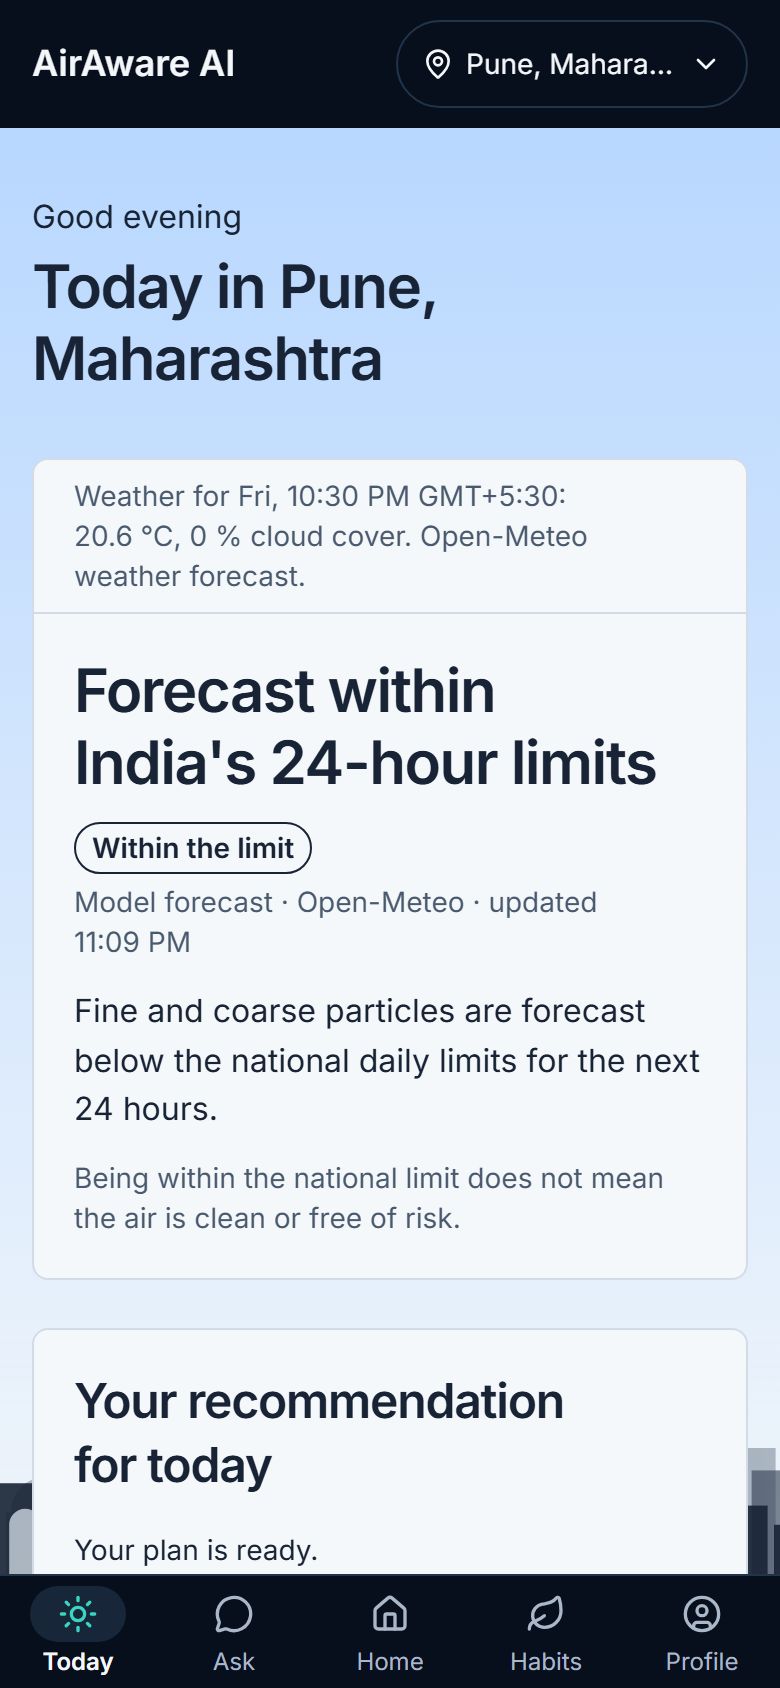 AirAware AI
Pune, Mahara...
Good evening
Today in Pune,
Maharashtra
Weather for Fri, 10:30 PM GMT+5:30:
20.6 °C, 0 % cloud cover. Open-Meteo
weather forecast.
Forecast within
India's 24-hour limits
Within the limit
Model forecast · Open-Meteo · updated
11:09 PM
Fine and coarse particles are forecast
below the national daily limits for the next
24 hours.
Being within the national limit does not mean
the air is clean or free of risk.
Your recommendation
for today
Your plan is ready.
Today
Ask
Home
Habits
Profile